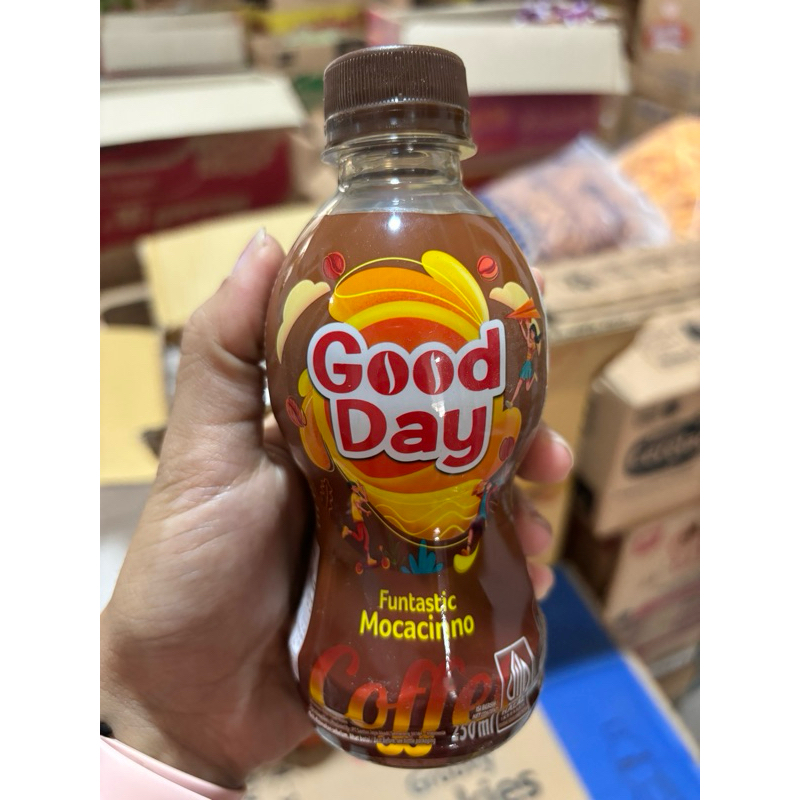 Good
Day
Funtastic
Mocacinno
Coffee
250 ml